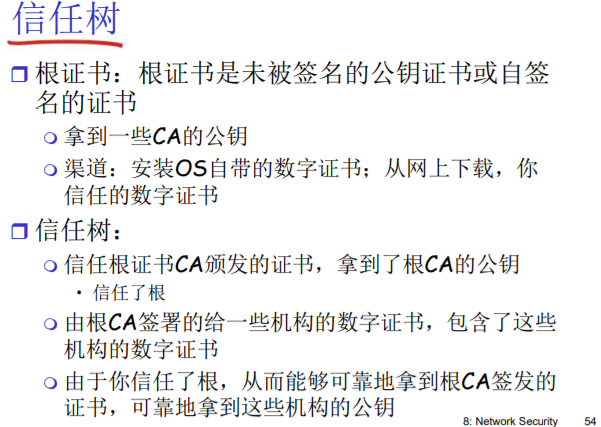 信任树
根证书：根证书是未被签名的公钥证书或自签
名的证书
拿到一些CA的公钥
渠道：安装OS自带的数字证书；从网上下载，你
信任的数字证书
信任树：
信任根证书CA颁发的证书，拿到了根CA的公钥
• 信任了根
由根CA签署的给一些机构的数字证书，包含了这些
机构的数字证书
由于你信任了根，从而能够可靠地拿到根CA签发的
证书，可靠地拿到这些机构的公钥
8: Network Security 54